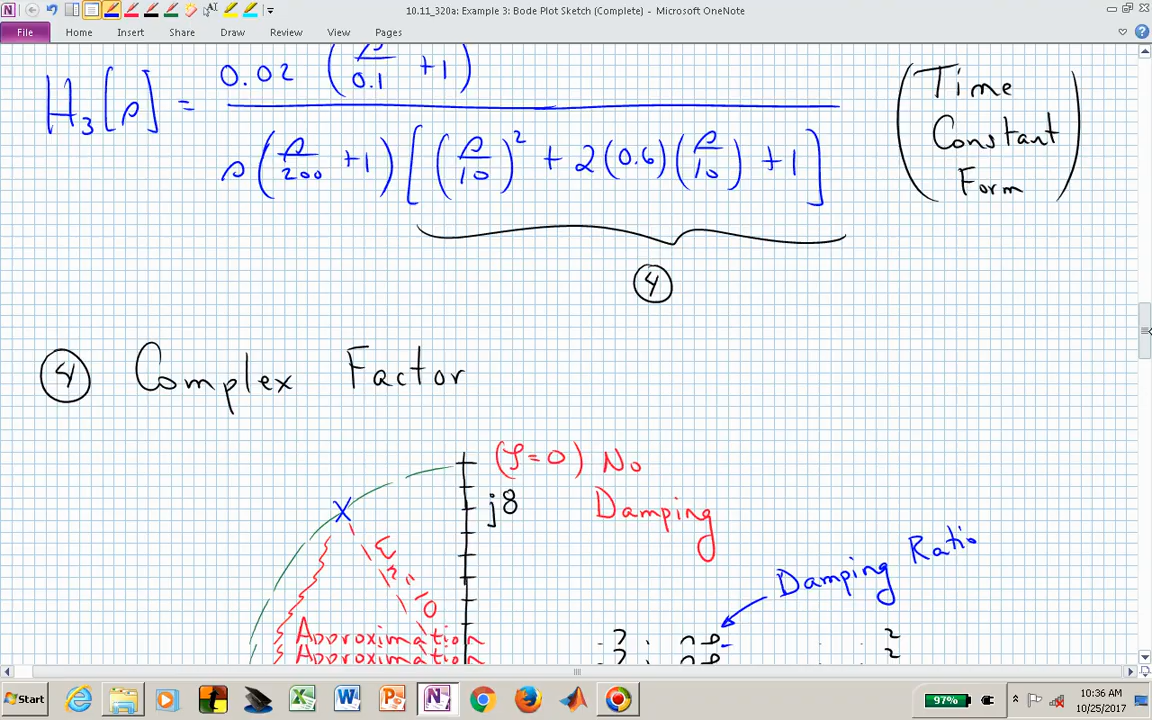 10.11_320a: Example 3: Bode Plot Sketch (Complete) - Microsoft OneNote
File Home Insert Share Draw Review View Pages
H₃[s] = 0.02 (s/0.1 + 1) / s(s/200 + 1)[(s/10)² + 2(0.6)(s/10) + 1]
(Time
Constant
Form)
④
④ Complex Factor
(ζ=0) No
Damping
j8
X
ωn=10
Damping Ratio
Approximation
Approximation
97%
10:36 AM
10/25/2017
Start